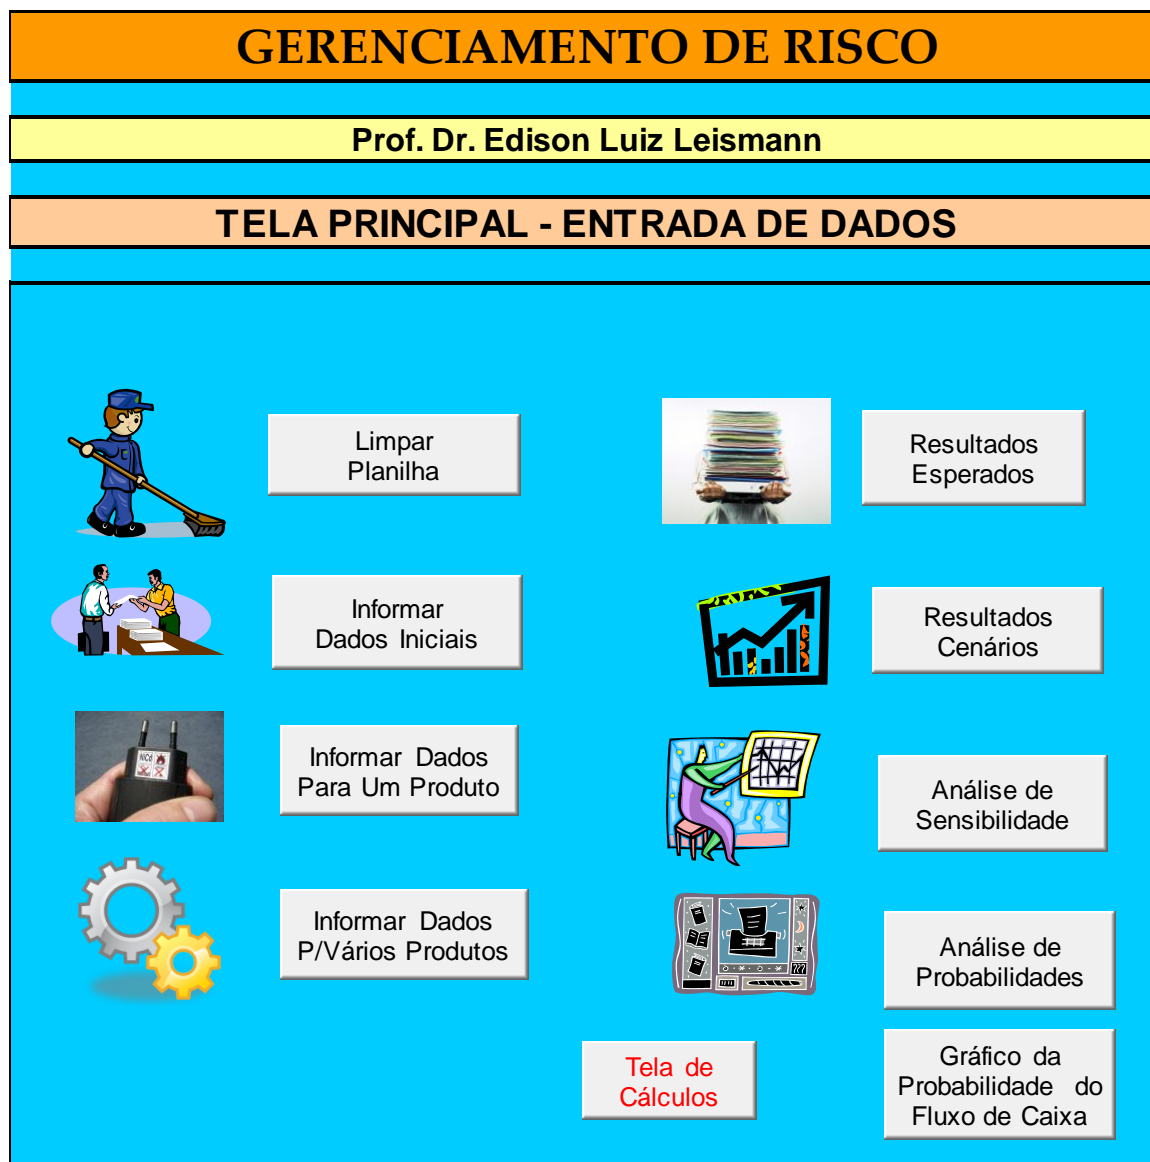 GERENCIAMENTO DE RISCO
Prof. Dr. Edison Luiz Leismann
TELA PRINCIPAL - ENTRADA DE DADOS
Limpar
Planilha
Resultados
Esperados
Informar
Dados Iniciais
Resultados
Cenários
NiCd
Informar Dados
Para Um Produto
Análise de
Sensibilidade
Informar Dados
P/Vários Produtos
Análise de
Probabilidades
Tela de
Cálculos
Gráfico da
Probabilidade do
Fluxo de Caixa